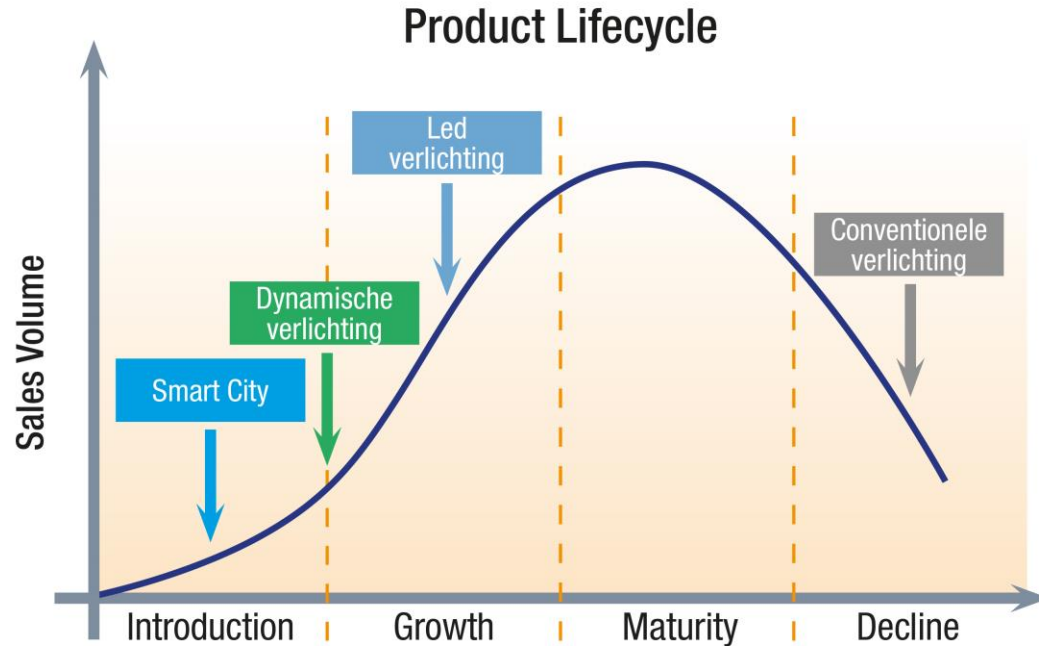 Product Lifecycle
Led
verlichting
Conventionele
verlichting
Dynamische
verlichting
Smart City
Sales Volume
Introduction
Growth
Maturity
Decline